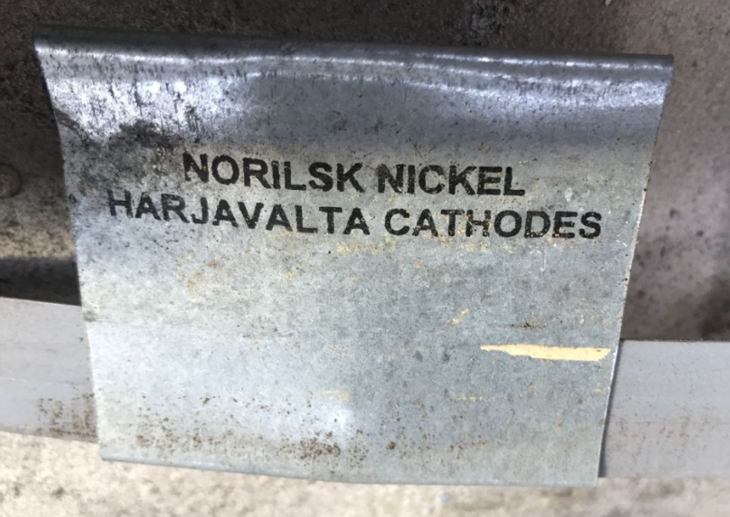 NORILSK NICKEL
HARJAVALTA CATHODES